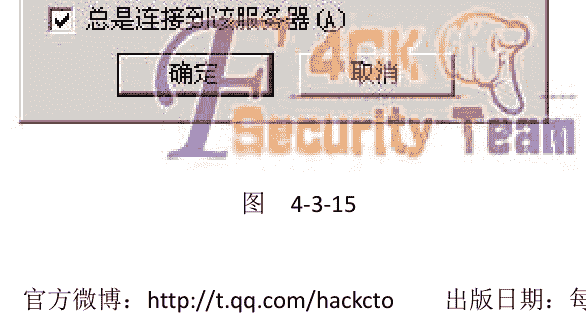 总是连接到该服务器(A)
确定 取消
F4CK
Security Team
图 4-3-15
官方微博：http://t.qq.com/hackcto 出版日期：每